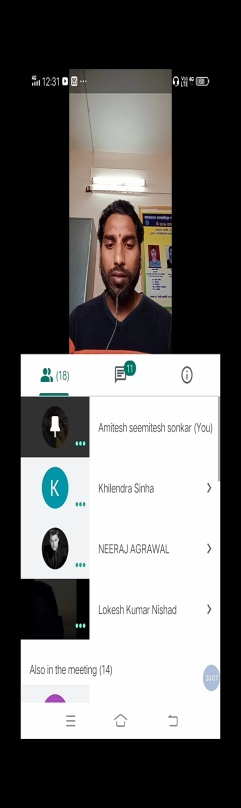 12:31
(18)
11
Amitesh seemitesh sonkar (You)
K
Khilendra Sinha
NEERAJ AGRAWAL
Lokesh Kumar Nishad
Also in the meeting (14)
30:07